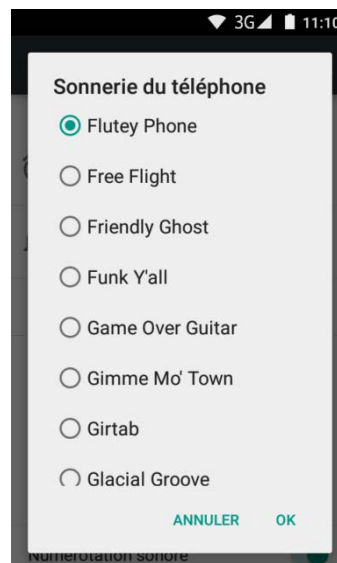 3G 11:10
Sonnerie du téléphone
Flutey Phone
Free Flight
Friendly Ghost
Funk Y'all
Game Over Guitar
Gimme Mo' Town
Girtab
Glacial Groove
ANNULER OK
Numérotation sonore